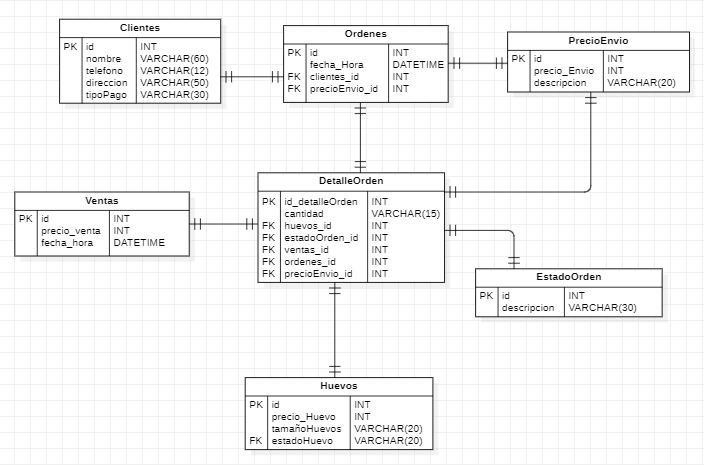 Clientes
PK id INT
nombre VARCHAR(60)
telefono VARCHAR(12)
direccion VARCHAR(50)
tipoPago VARCHAR(30)
Ordenes
PK id INT
fecha_Hora DATETIME
FK clientes_id INT
FK precioEnvio_id INT
PrecioEnvio
PK id INT
precio_Envio INT
descripcion VARCHAR(20)
Ventas
PK id INT
precio_venta INT
fecha_hora DATETIME
DetalleOrden
PK id_detalleOrden INT
cantidad VARCHAR(15)
FK huevos_id INT
FK estadoOrden_id INT
FK ventas_id INT
FK ordenes_id INT
FK precioEnvio_id INT
EstadoOrden
PK id INT
descripcion VARCHAR(30)
Huevos
PK id INT
precio_Huevo INT
tamañoHuevos VARCHAR(20)
FK estadoHuevo VARCHAR(20)